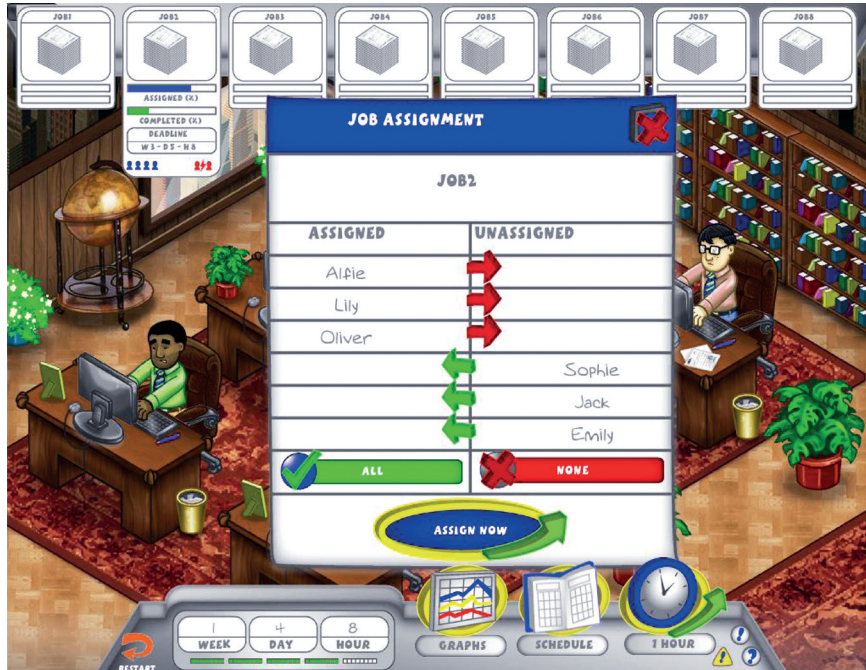 JOB1 JOB2 JOB3 JOB4 JOB5 JOB6 JOB7 JOB8
ASSIGNED (%)
COMPLETED (%)
DEADLINE
W3 - D5 - H8
JOB ASSIGNMENT
JOB2
ASSIGNED UNASSIGNED
Alfie
Lily
Oliver
Sophie
Jack
Emily
ALL NONE
ASSIGN NOW
1 4 8
WEEK DAY HOUR
GRAPHS SCHEDULE 1 HOUR
RESTART